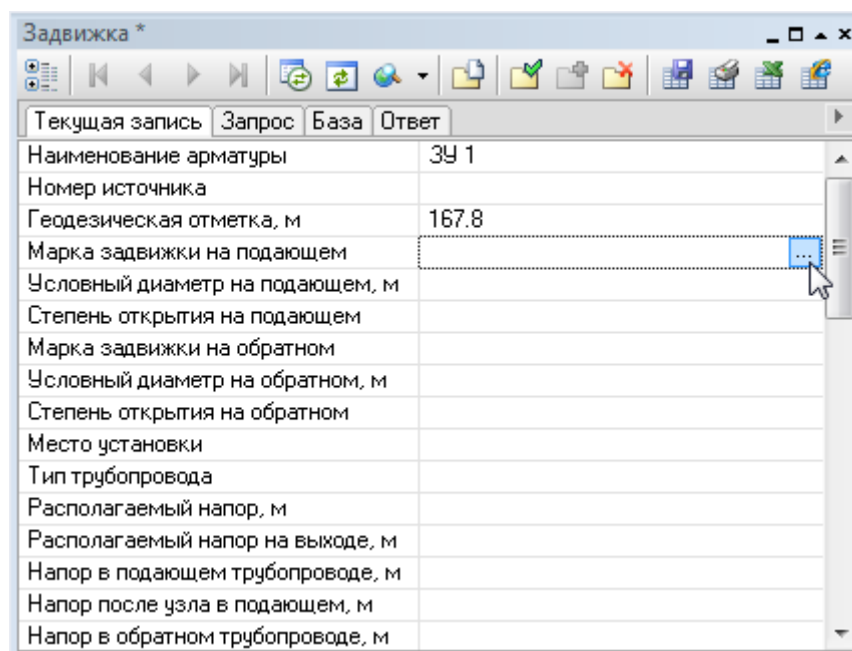 Задвижка *
Текущая запись Запрос База Ответ
Наименование арматуры ЗУ 1
Номер источника
Геодезическая отметка, м 167.8
Марка задвижки на подающем ...
Условный диаметр на подающем, м
Степень открытия на подающем
Марка задвижки на обратном
Условный диаметр на обратном, м
Степень открытия на обратном
Место установки
Тип трубопровода
Располагаемый напор, м
Располагаемый напор на выходе, м
Напор в подающем трубопроводе, м
Напор после узла в подающем, м
Напор в обратном трубопроводе, м